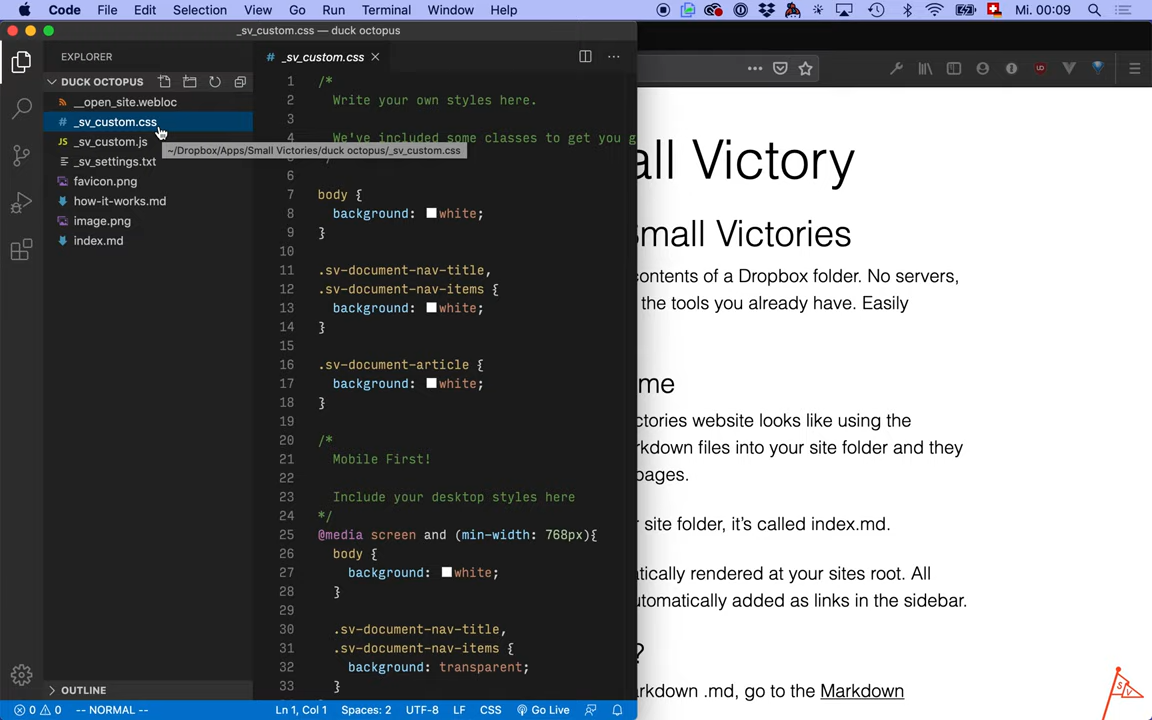 Code File Edit Selection View Go Run Terminal Window Help Mi. 00:09
_sv_custom.css — duck octopus
EXPLORER
DUCK OCTOPUS
__open_site.webloc
# _sv_custom.css
JS _sv_custom.js
_sv_settings.txt
favicon.png
how-it-works.md
image.png
index.md
OUTLINE
~/Dropbox/Apps/Small Victories/duck octopus/_sv_custom.css
# _sv_custom.css
1 /*
2 Write your own styles here.
3
4 We've included some classes to get you g
6
7 body {
8 background: white;
9 }
10
11 .sv-document-nav-title,
12 .sv-document-nav-items {
13 background: white;
14 }
15
16 .sv-document-article {
17 background: white;
18 }
19
20 /*
21 Mobile First!
22
23 Include your desktop styles here
24 */
25 @media screen and (min-width: 768px){
26 body {
27 background: white;
28 }
29
30 .sv-document-nav-title,
31 .sv-document-nav-items {
32 background: transparent;
33 }
0 0 -- NORMAL -- Ln 1, Col 1 Spaces: 2 UTF-8 LF CSS Go Live
all Victory
Small Victories
contents of a Dropbox folder. No servers,
the tools you already have. Easily
me
ctories website looks like using the
rkdown files into your site folder and they
pages.
r site folder, it's called index.md.
atically rendered at your sites root. All
utomatically added as links in the sidebar.
?
rkdown .md, go to the Markdown
SV